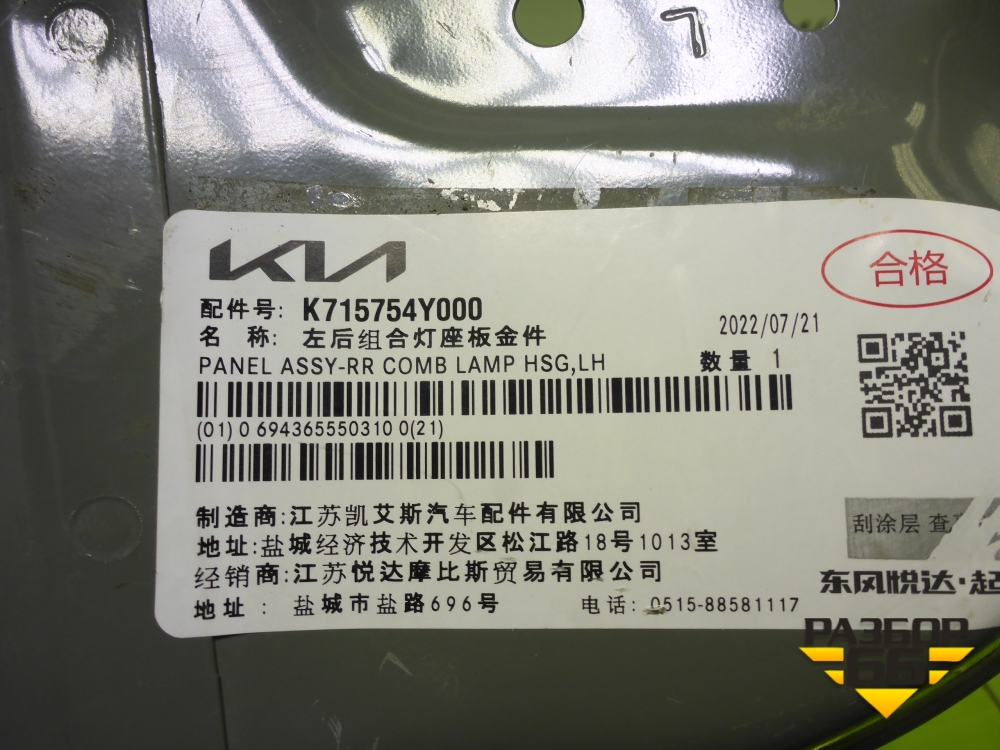 L
KIA
合格
配件号: K715754Y000
名 称: 左后组合灯座板金件
2022/07/21
PANEL ASSY-RR COMB LAMP HSG,LH
数量 1
(01) 0 694365550310 0(21)
制造商:江苏凯艾斯汽车配件有限公司
刮涂层 查
地址:盐城经济技术开发区松江路18号1013室
经销商:江苏悦达摩比斯贸易有限公司
东风悦达·起
地址 : 盐城市盐路696号
电话: 0515-88581117
РАЗБОР
66